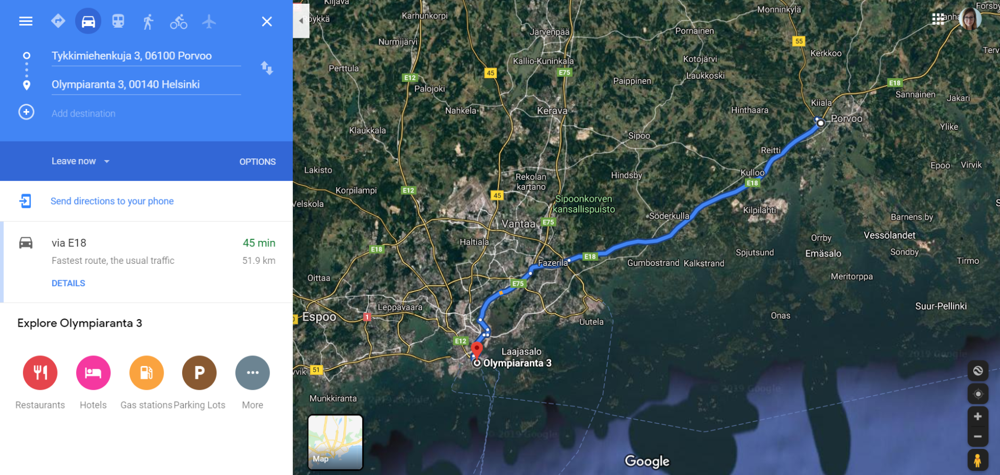 Tykkimiehenkuja 3, 06100 Porvoo
Olympiaranta 3, 00140 Helsinki
Add destination
Leave now
OPTIONS
Send directions to your phone
via E18
45 min
Fastest route, the usual traffic
51.9 km
DETAILS
Explore Olympiaranta 3
Restaurants
Hotels
Gas stations
P
Parking Lots
More
Kiljava
Röykkä
Karhunkorpi
Järvenpää
Monninkylä
Forsby
Nurmijärvi
Pornainen
55
Kallio-Kuninkala
Kotojärvi
Kerkkoo
Perttula
E12
45
E75
Laukkoski
Palojoki
Paippinen
E18
Sannainen
Jakari
Kiiala
Nahkela
Kerava
Hinthaara
Porvoo
Klaukkala
Sipoo
Ylike
Reitti
Lakisto
Rekolan
kartano
Hindsby
Kulloo
Epoo
Virvik
E18
Korpilampi
E12
45
Sipoonkorven
kansallispuisto
Velskola
Kilpilahti
Söderkulla
Barnens by
Vantaa
E75
Vessölandet
Haltiala
Orrby
E18
Spjutsund
Emäsalo
Sondby
E18
Fazerila
Gumbostrand
Kalkstrand
Tirmo
Oittaa
E75
Meritorppa
Leppävaara
Suur-Pellinki
Espoo
1
Uutela
Onas
E12
Laajasalo
Olympiaranta 3
51
Munkkiranta
© 2019 Google
© 2019 Google
Map
Google